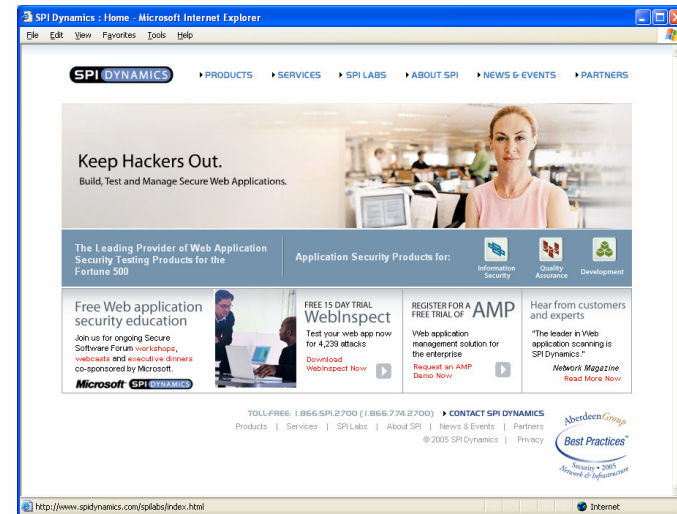 SPI Dynamics : Home - Microsoft Internet Explorer
File Edit View Favorites Tools Help
SPI DYNAMICS
PRODUCTS SERVICES SPI LABS ABOUT SPI NEWS & EVENTS PARTNERS
Keep Hackers Out.
Build, Test and Manage Secure Web Applications.
The Leading Provider of Web Application
Security Testing Products for the
Fortune 500
Application Security Products for:
Information
Security
Quality
Assurance
Development
Free Web application
security education
Join us for ongoing Secure
Software Forum workshops,
webcasts and executive dinners
co-sponsored by Microsoft.
Microsoft SPI DYNAMICS
FREE 15 DAY TRIAL
WebInspect
Test your web app now
for 4,239 attacks
Download
WebInspect Now
REGISTER FOR A
FREE TRIAL OF AMP
Web application
management solution for
the enterprise
Request an AMP
Demo Now
Hear from customers
and experts
"The leader in Web
application scanning is
SPI Dynamics."
Network Magazine
Read More Now
TOLL-FREE: 1.866.SPI.2700 (1.866.774.2700) CONTACT SPI DYNAMICS
Products | Services | SPI Labs | About SPI | News & Events | Partners
© 2005 SPI Dynamics | Privacy
AberdeenGroup
Best Practices
Security • 2005
Network & Infrastructure
http://www.spidynamics.com/spilabs/index.html
Internet